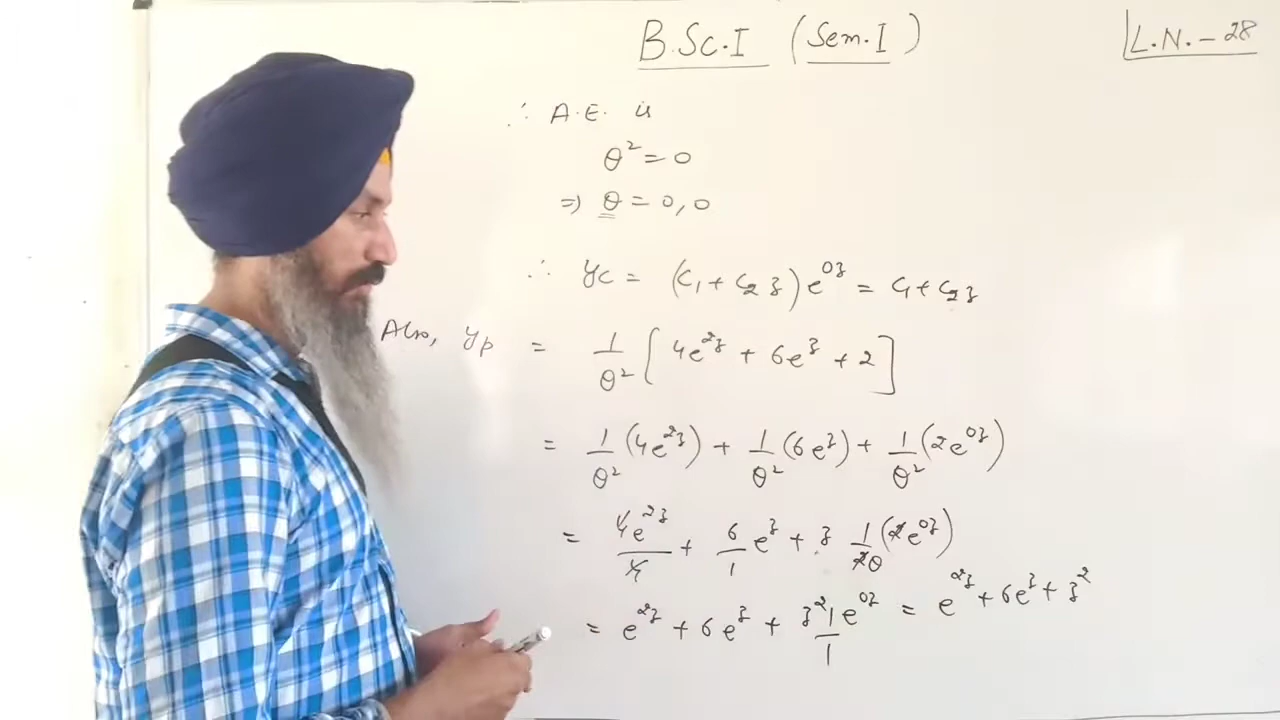 B.Sc.I (Sem.I)
L.N.-28
∴ A.E. is
θ² = 0
⇒ θ = 0,0
∴ yc = (c₁ + c₂ z) e^{0z} = c₁ + c₂z
Also, yp = 1/θ² [4e^{2z} + 6e^{z} + 2]
= 1/θ² (4e^{2z}) + 1/θ² (6e^{z}) + 1/θ² (2e^{0z})
= 4e^{2z}/4 + 6/1 e^{z} + z 1/2θ (2e^{0z})
= e^{2z} + 6e^{z} + z² 1/1 e^{0z} = e^{2z} + 6e^{z} + z²